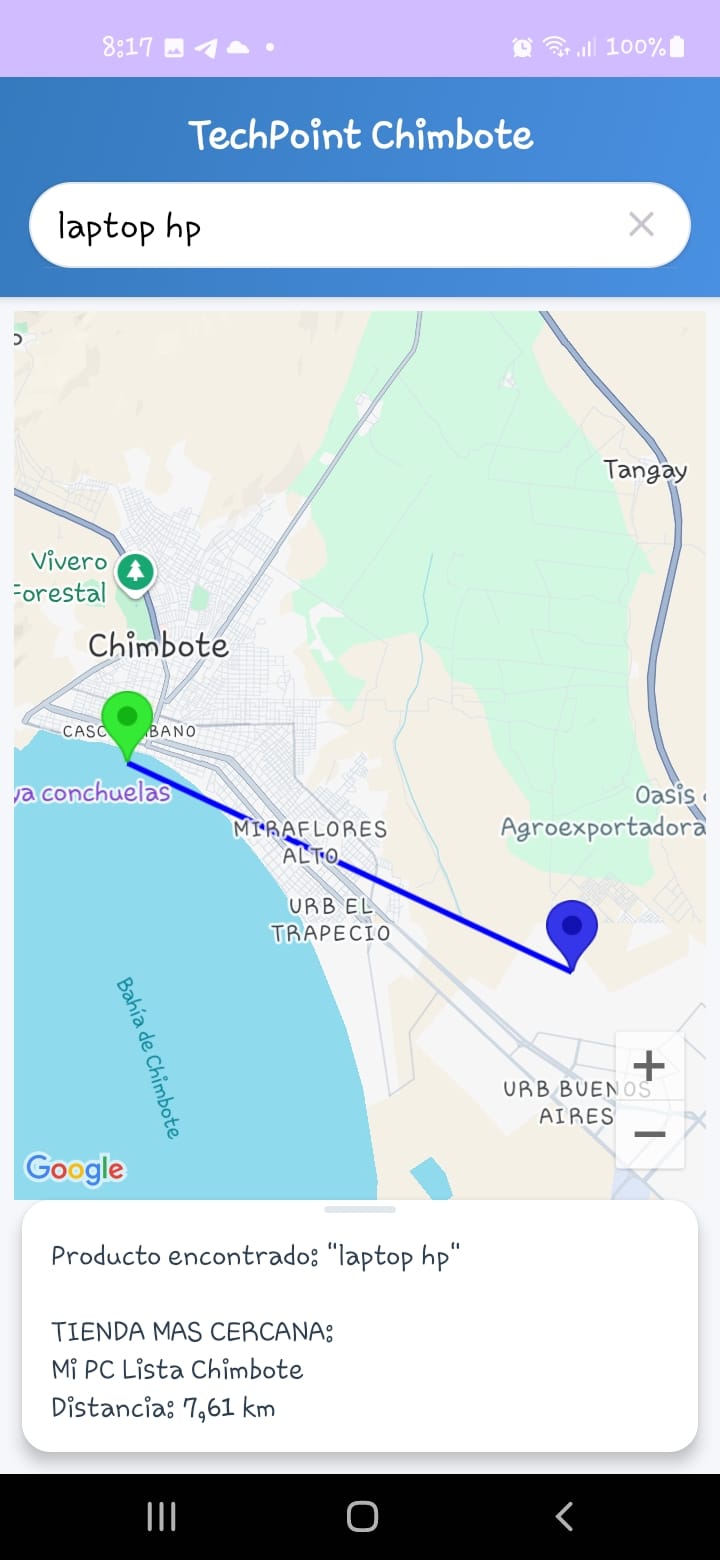 8:17
100%
TechPoint Chimbote
laptop hp
Tangay
Vivero
Forestal
Chimbote
conchuelas
MIRAFLORES
ALTO
Oasis
Agroexportadora
URB EL
TRAPECIO
Bahía de Chimbote
URB BUENOS
AIRES
+
−
Google
Producto encontrado: "laptop hp"
TIENDA MAS CERCANA:
Mi PC Lista Chimbote
Distancia: 7,61 km